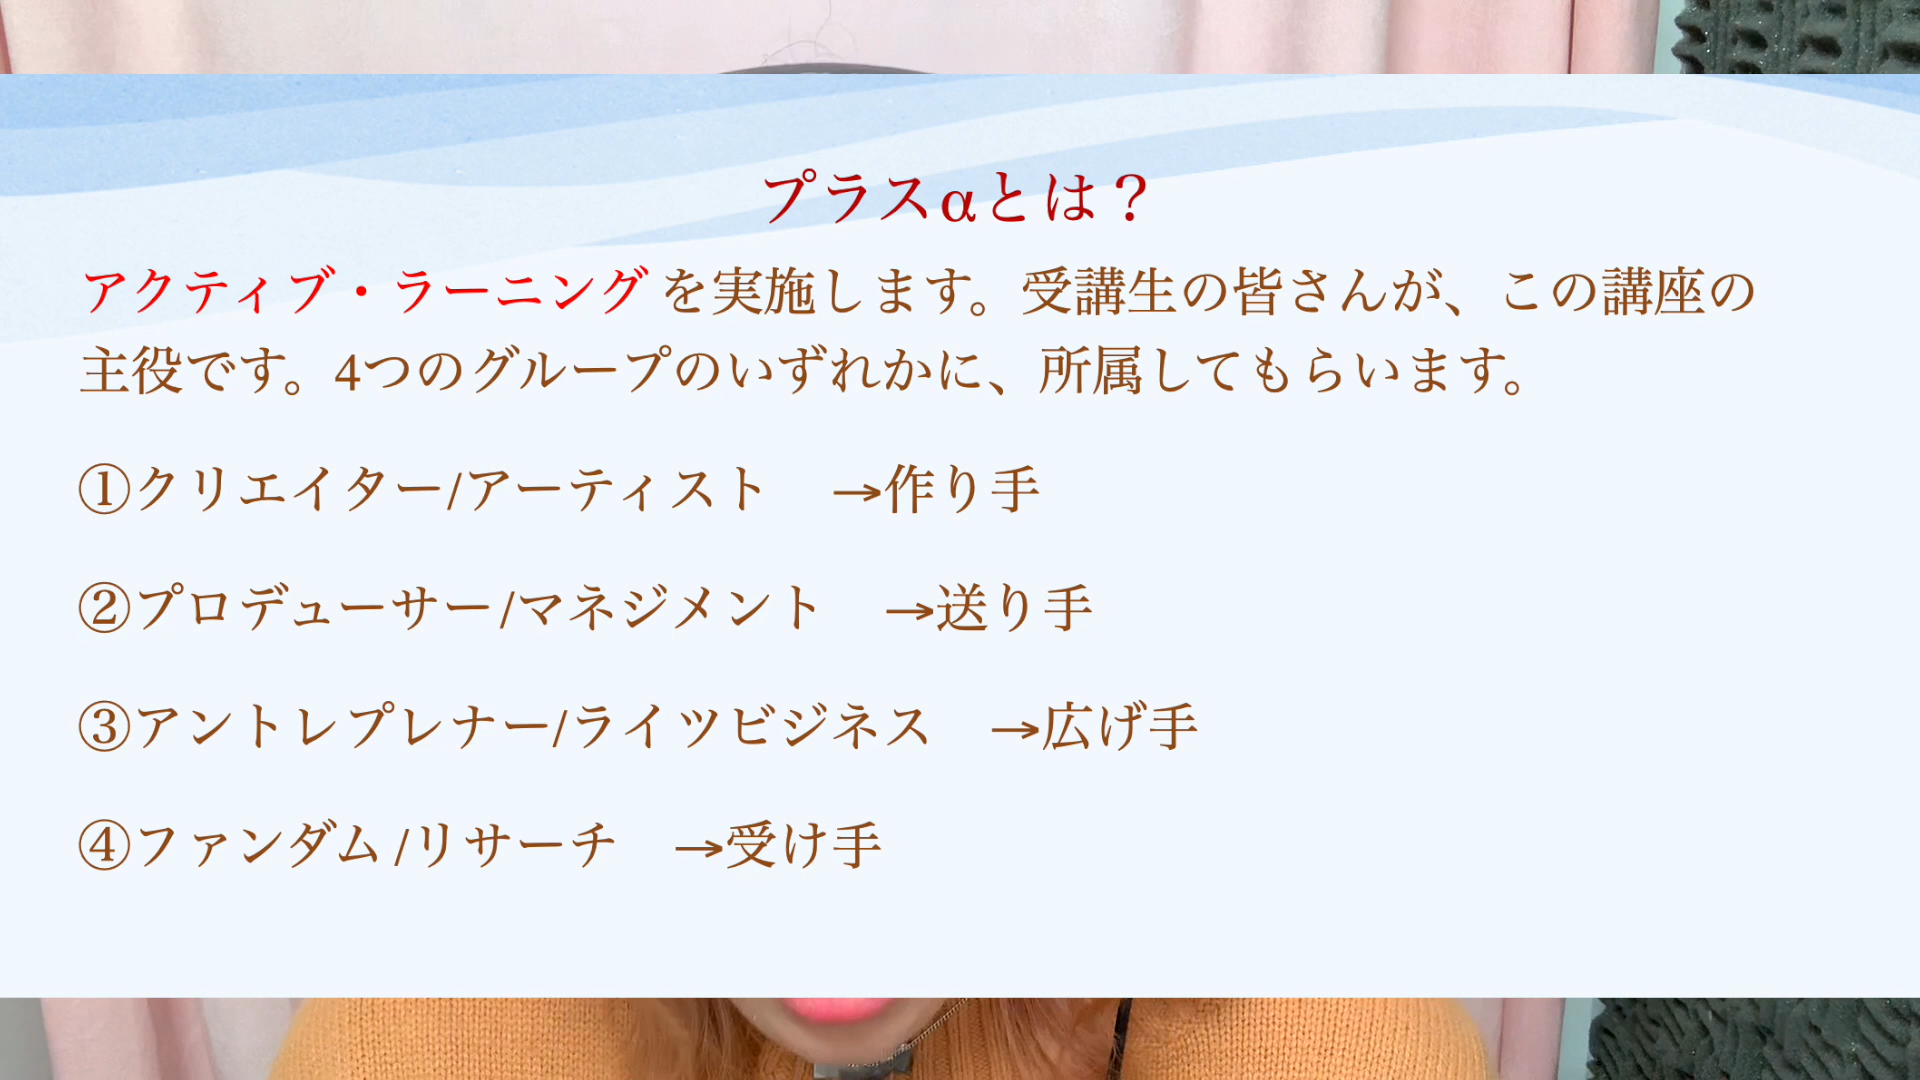 プラスαとは？
アクティブ・ラーニングを実施します。受講生の皆さんが、この講座の
主役です。4つのグループのいずれかに、所属してもらいます。
①クリエイター/アーティスト　→作り手
②プロデューサー/マネジメント　→送り手
③アントレプレナー/ライツビジネス　→広げ手
④ファンダム/リサーチ　→受け手